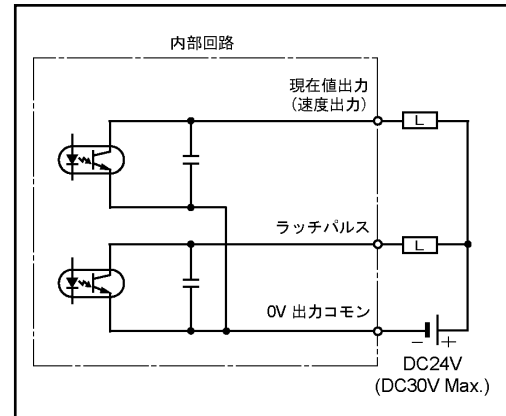 内部回路
現在値出力
（速度出力）
L
ラッチパルス
L
0V 出力コモン
− +
DC24V
(DC30V Max.)